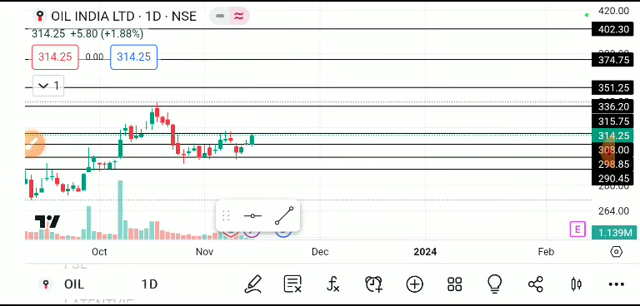 OIL INDIA LTD · 1D · NSE
314.25 +5.80 (+1.88%)
314.25 0.00 314.25
1
420.00
402.30
374.75
351.25
336.20
315.75
314.25
308.00
298.85
290.45
280.00
264.00
1.139M
E
Oct Nov Dec 2024 Feb
OIL 1D